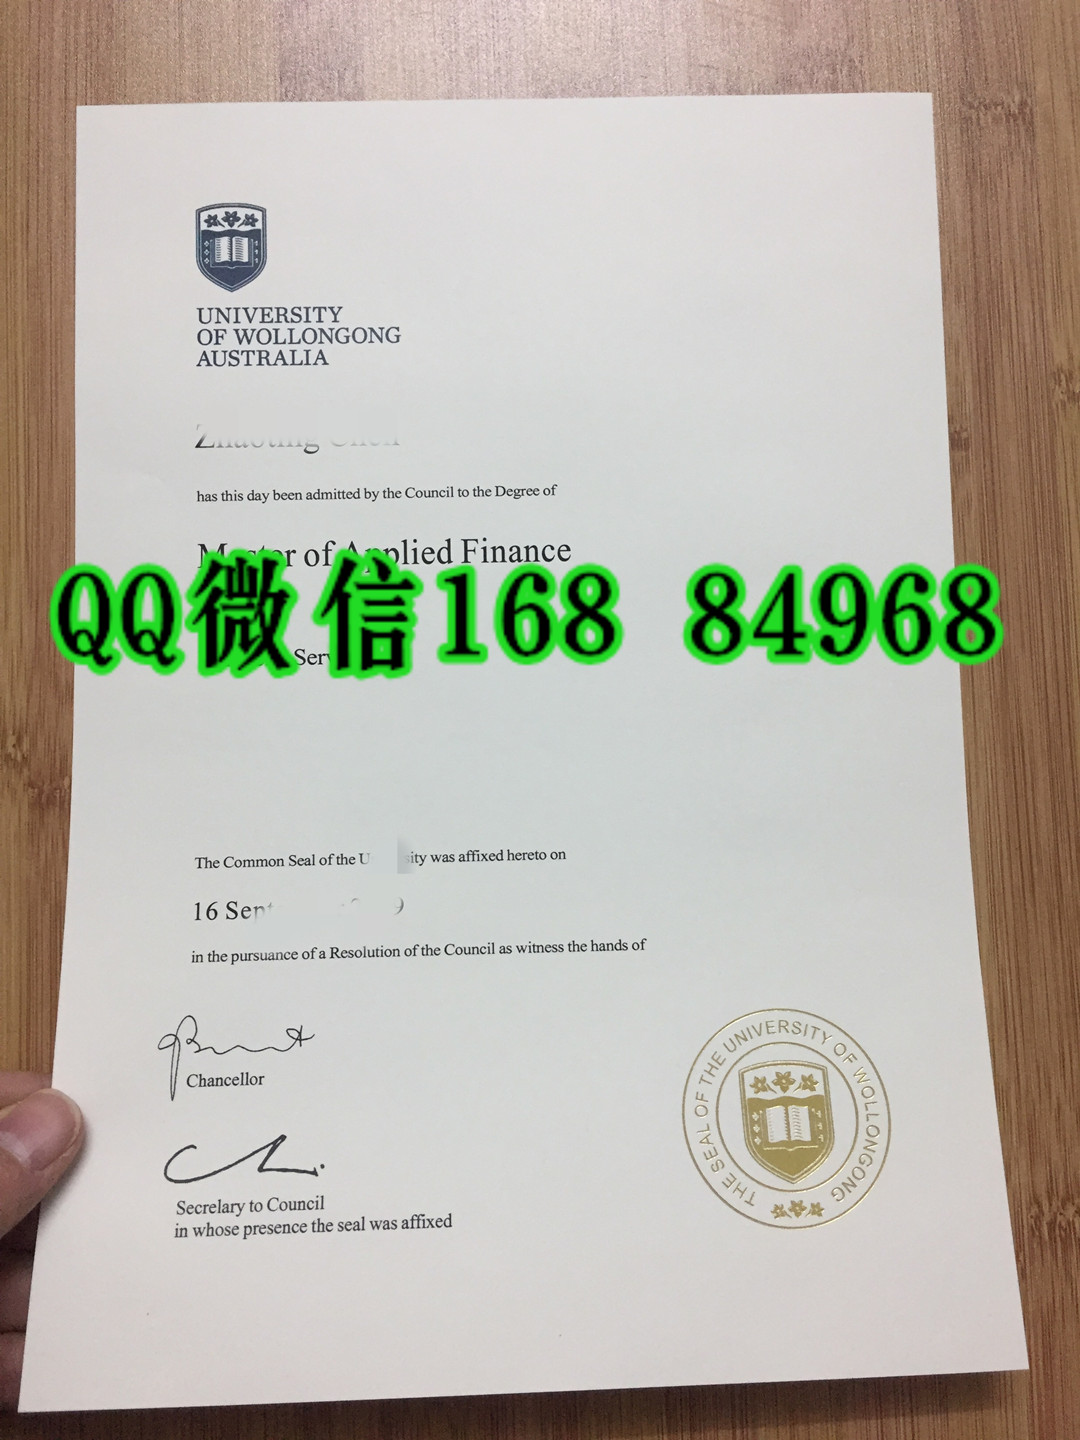 UNIVERSITY
OF WOLLONGONG
AUSTRALIA
has this day been admitted by the Council to the Degree of
Master of Applied Finance
QQ微信168 84968
The Common Seal of the University was affixed hereto on
16
in the pursuance of a Resolution of the Council as witness the hands of
Chancellor
Secrelary to Council
in whose presence the seal was affixed
THE SEAL OF THE UNIVERSITY OF WOLLONGONG